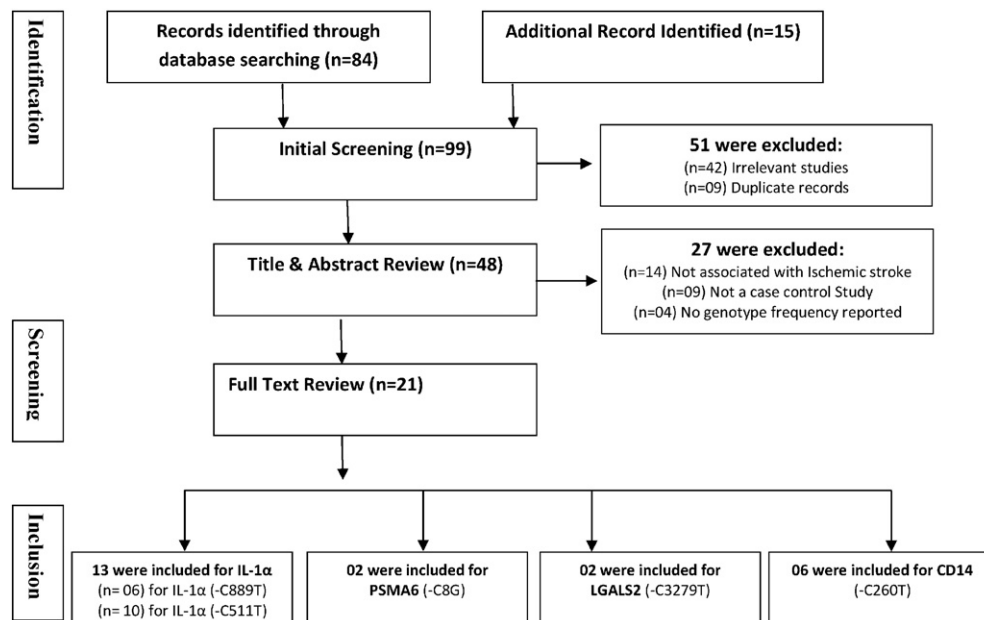 Identification
Records identified through
database searching (n=84)
Additional Record Identified (n=15)
Initial Screening (n=99)
51 were excluded:
(n=42) Irrelevant studies
(n=09) Duplicate records
Title & Abstract Review (n=48)
27 were excluded:
(n=14) Not associated with Ischemic stroke
(n=09) Not a case control Study
(n=04) No genotype frequency reported
Screening
Full Text Review (n=21)
Inclusion
13 were included for IL-1α
(n= 06) for IL-1α (-C889T)
(n= 10) for IL-1α (-C511T)
02 were included for
PSMA6 (-C8G)
02 were included for
LGALS2 (-C3279T)
06 were included for CD14
(-C260T)